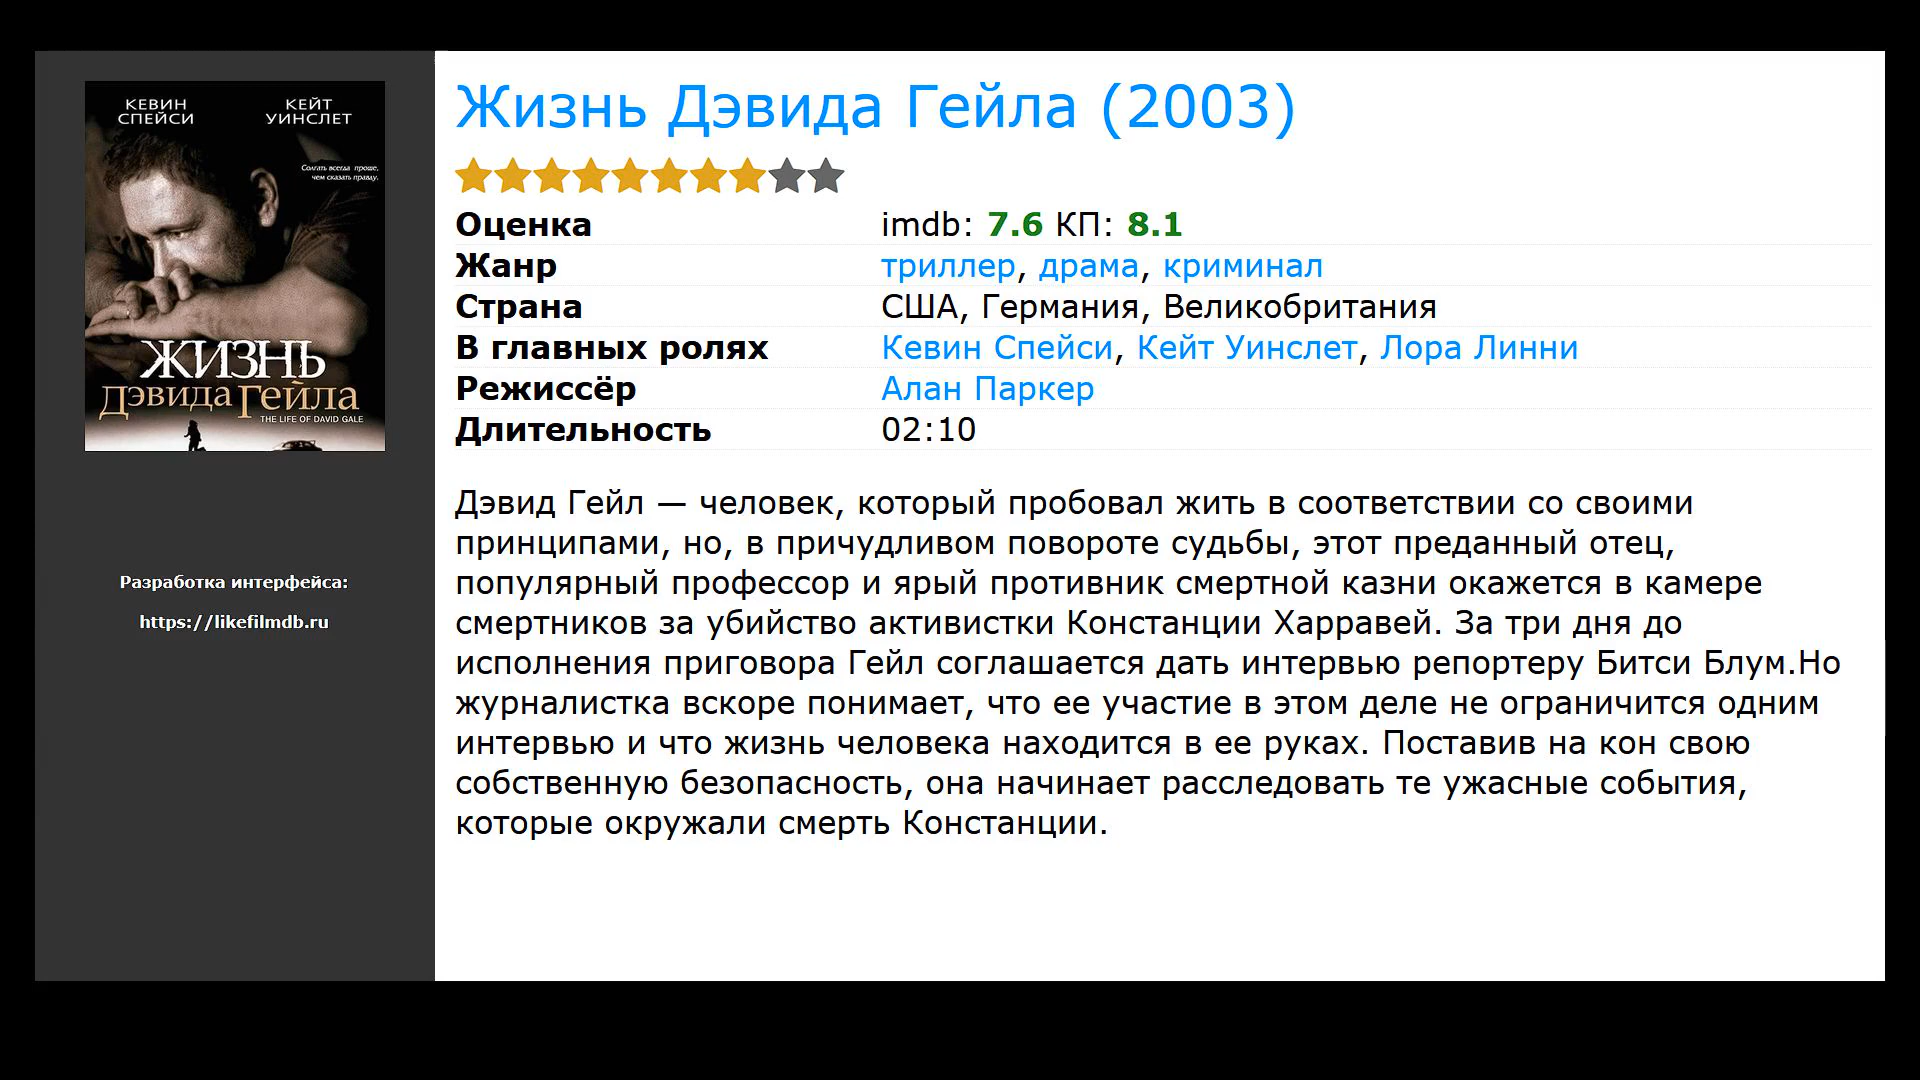 КЕВИН СПЕЙСИ
КЕЙТ УИНСЛЕТ
Солгать всегда проще,
чем сказать правду.
ЖИЗНЬ
ДэвидА ГЕЙЛА
THE LIFE OF DAVID GALE
Разработка интерфейса:
https://likefilmdb.ru
Жизнь Дэвида Гейла (2003)
Оценка imdb: 7.6 КП: 8.1
Жанр триллер, драма, криминал
Страна США, Германия, Великобритания
В главных ролях Кевин Спейси, Кейт Уинслет, Лора Линни
Режиссёр Алан Паркер
Длительность 02:10
Дэвид Гейл — человек, который пробовал жить в соответствии со своими
принципами, но, в причудливом повороте судьбы, этот преданный отец,
популярный профессор и ярый противник смертной казни окажется в камере
смертников за убийство активистки Констанции Харравей. За три дня до
исполнения приговора Гейл соглашается дать интервью репортеру Битси Блум.Но
журналистка вскоре понимает, что ее участие в этом деле не ограничится одним
интервью и что жизнь человека находится в ее руках. Поставив на кон свою
собственную безопасность, она начинает расследовать те ужасные события,
которые окружали смерть Констанции.